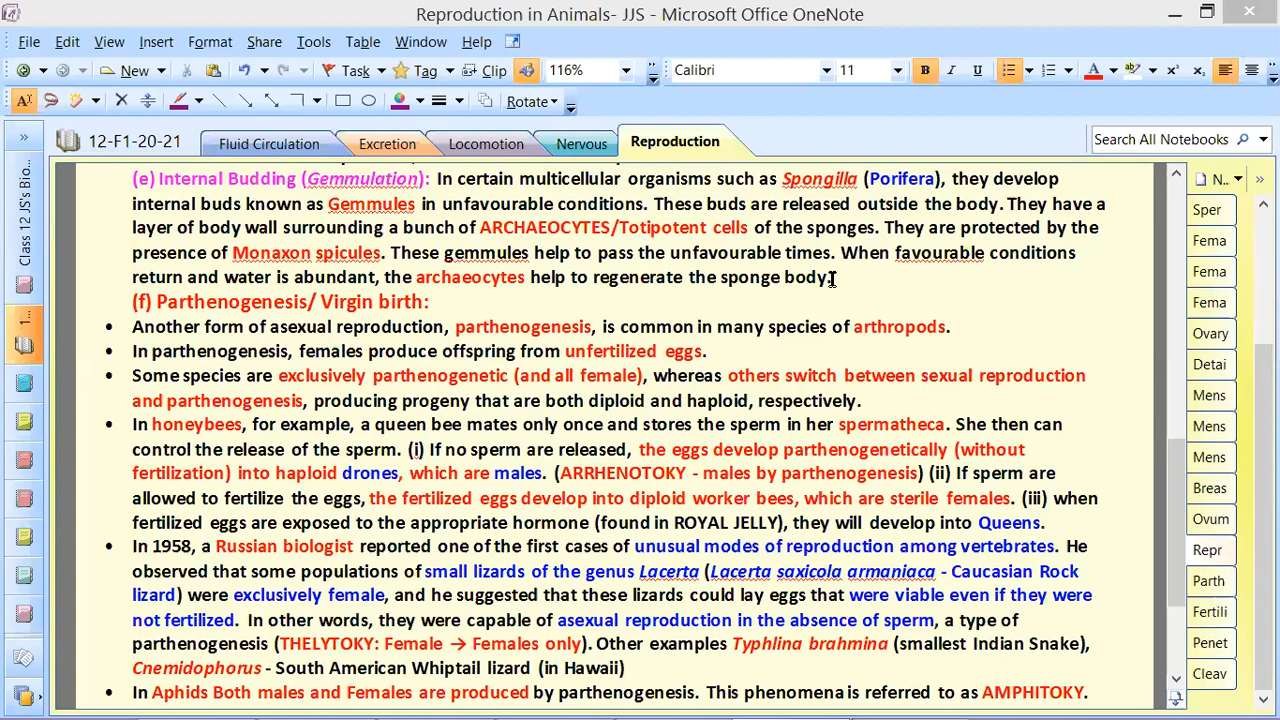 Reproduction in Animals- JJS - Microsoft Office OneNote
File Edit View Insert Format Share Tools Table Window Help
New Task Tag Clip 116% Calibri 11 B I U
A Rotate
12-F1-20-21 Fluid Circulation Excretion Locomotion Nervous Reproduction Search All Notebooks
Class 12 JJS Bio...
1...
(e) Internal Budding (Gemmulation): In certain multicellular organisms such as Spongilla (Porifera), they develop
internal buds known as Gemmules in unfavourable conditions. These buds are released outside the body. They have a
layer of body wall surrounding a bunch of ARCHAEOCYTES/Totipotent cells of the sponges. They are protected by the
presence of Monaxon spicules. These gemmules help to pass the unfavourable times. When favourable conditions
return and water is abundant, the archaeocytes help to regenerate the sponge body.
(f) Parthenogenesis/ Virgin birth:
• Another form of asexual reproduction, parthenogenesis, is common in many species of arthropods.
• In parthenogenesis, females produce offspring from unfertilized eggs.
• Some species are exclusively parthenogenetic (and all female), whereas others switch between sexual reproduction
and parthenogenesis, producing progeny that are both diploid and haploid, respectively.
• In honeybees, for example, a queen bee mates only once and stores the sperm in her spermatheca. She then can
control the release of the sperm. (i) If no sperm are released, the eggs develop parthenogenetically (without
fertilization) into haploid drones, which are males. (ARRHENOTOKY - males by parthenogenesis) (ii) If sperm are
allowed to fertilize the eggs, the fertilized eggs develop into diploid worker bees, which are sterile females. (iii) when
fertilized eggs are exposed to the appropriate hormone (found in ROYAL JELLY), they will develop into Queens.
• In 1958, a Russian biologist reported one of the first cases of unusual modes of reproduction among vertebrates. He
observed that some populations of small lizards of the genus Lacerta (Lacerta saxicola armaniaca - Caucasian Rock
lizard) were exclusively female, and he suggested that these lizards could lay eggs that were viable even if they were
not fertilized. In other words, they were capable of asexual reproduction in the absence of sperm, a type of
parthenogenesis (THELYTOKY: Female → Females only). Other examples Typhlina brahmina (smallest Indian Snake),
Cnemidophorus - South American Whiptail lizard (in Hawaii)
• In Aphids Both males and Females are produced by parthenogenesis. This phenomena is referred to as AMPHITOKY.
N...
Sper
Fema
Fema
Fema
Ovary
Detai
Mens
Mens
Mens
Breas
Ovum
Repr
Parth
Fertili
Penet
Cleav